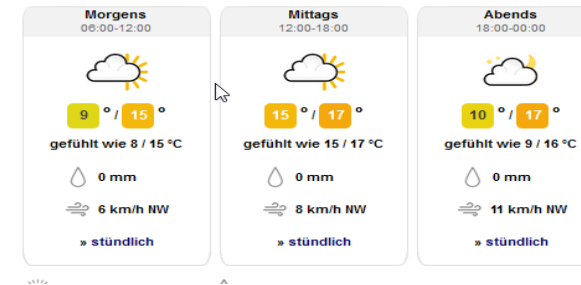 Morgens
06:00-12:00
9 ° / 15 °
gefühlt wie 8 / 15 °C
0 mm
6 km/h NW
» stündlich
Mittags
12:00-18:00
15 ° / 17 °
gefühlt wie 15 / 17 °C
0 mm
8 km/h NW
» stündlich
Abends
18:00-00:00
10 ° / 17 °
gefühlt wie 9 / 16 °C
0 mm
11 km/h NW
» stündlich